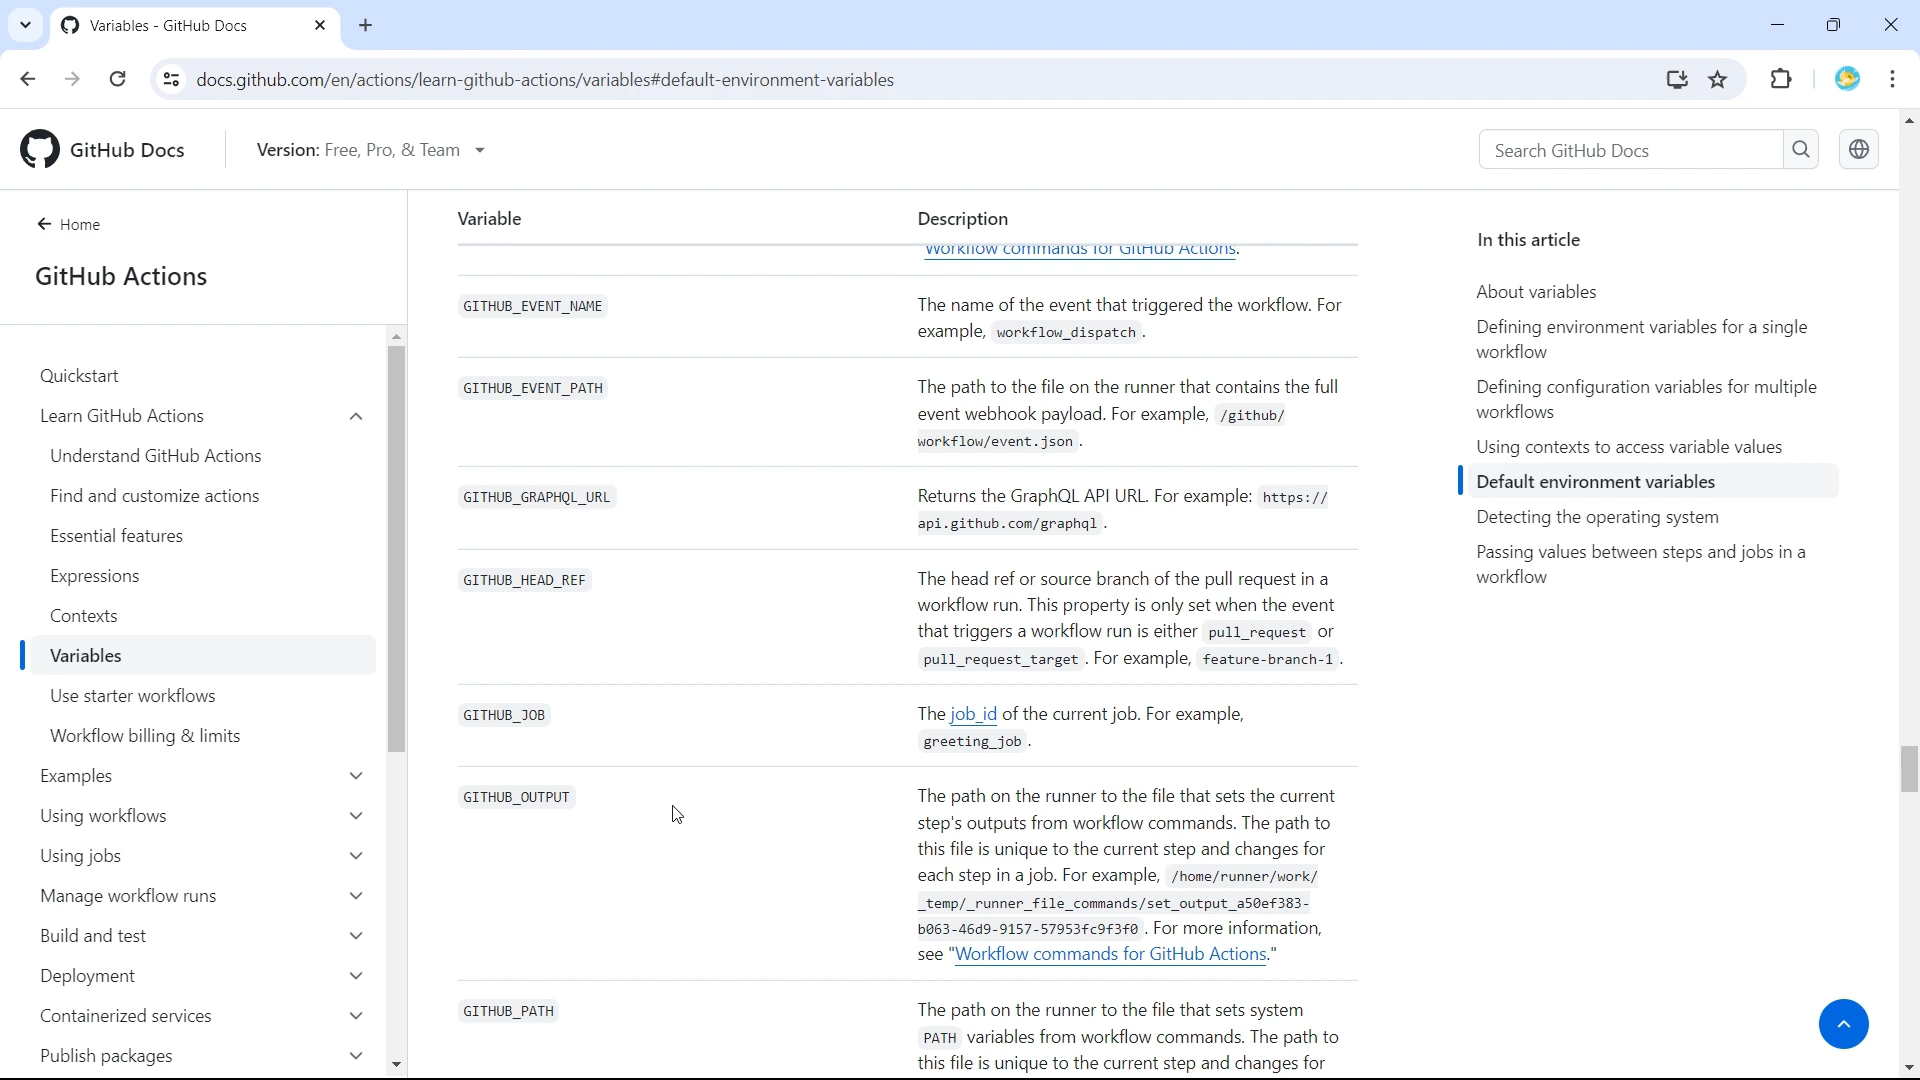 Variables - GitHub Docs
docs.github.com/en/actions/learn-github-actions/variables#default-environment-variables
GitHub Docs
Version: Free, Pro, & Team
Search GitHub Docs
Home
GitHub Actions
Quickstart
Learn GitHub Actions
Understand GitHub Actions
Find and customize actions
Essential features
Expressions
Contexts
Variables
Use starter workflows
Workflow billing & limits
Examples
Using workflows
Using jobs
Manage workflow runs
Build and test
Deployment
Containerized services
Publish packages
Variable
Description
Workflow commands for GitHub Actions.
GITHUB_EVENT_NAME
The name of the event that triggered the workflow. For
example, workflow_dispatch.
GITHUB_EVENT_PATH
The path to the file on the runner that contains the full
event webhook payload. For example, /github/
workflow/event.json.
GITHUB_GRAPHQL_URL
Returns the GraphQL API URL. For example: https://
api.github.com/graphql.
GITHUB_HEAD_REF
The head ref or source branch of the pull request in a
workflow run. This property is only set when the event
that triggers a workflow run is either pull_request or
pull_request_target. For example, feature-branch-1.
GITHUB_JOB
The job_id of the current job. For example,
greeting_job.
GITHUB_OUTPUT
The path on the runner to the file that sets the current
step's outputs from workflow commands. The path to
this file is unique to the current step and changes for
each step in a job. For example, /home/runner/work/
_temp/_runner_file_commands/set_output_a50ef383-
b063-46d9-9157-57953fc9f3f0. For more information,
see "Workflow commands for GitHub Actions."
GITHUB_PATH
The path on the runner to the file that sets system
PATH variables from workflow commands. The path to
this file is unique to the current step and changes for
In this article
About variables
Defining environment variables for a single
workflow
Defining configuration variables for multiple
workflows
Using contexts to access variable values
Default environment variables
Detecting the operating system
Passing values between steps and jobs in a
workflow